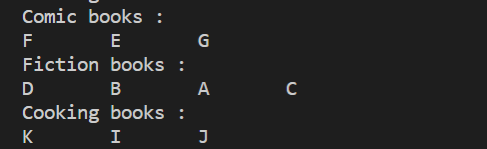 Comic books :
F E G
Fiction books :
D B A C
Cooking books :
K I J